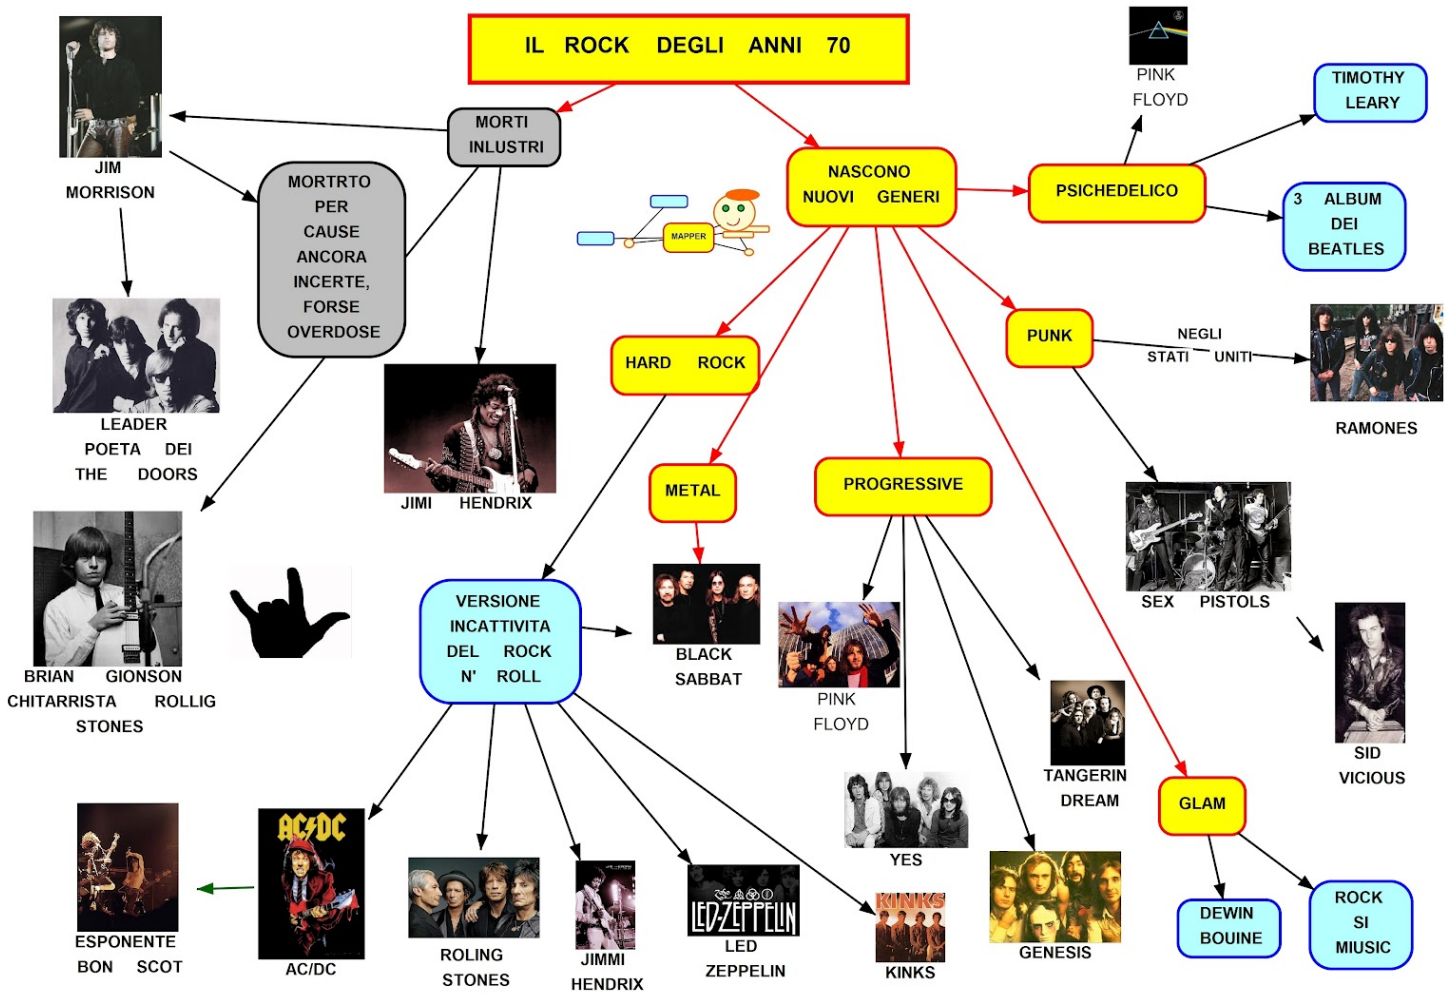 IL ROCK DEGLI ANNI 70
PINK
FLOYD
TIMOTHY
LEARY
MORTI
INLUSTRI
NASCONO
NUOVI GENERI
PSICHEDELICO
3 ALBUM
DEI
BEATLES
JIM
MORRISON
MORTRTO
PER
CAUSE
ANCORA
INCERTE,
FORSE
OVERDOSE
MAPPER
HARD ROCK
PUNK
NEGLI
STATI UNITI
RAMONES
LEADER
POETA DEI
THE DOORS
JIMI HENDRIX
METAL
PROGRESSIVE
SEX PISTOLS
VERSIONE
INCATTIVITA
DEL ROCK
N' ROLL
BLACK
SABBAT
BRIAN GIONSON
CHITARRISTA ROLLIG
STONES
PINK
FLOYD
TANGERIN
DREAM
SID
VICIOUS
GLAM
YES
AC/DC
ESPONENTE
BON SCOT
AC/DC
ROLING
STONES
JIMMI
HENDRIX
LED-ZEPPELIN
LED
ZEPPELIN
KINKS
KINKS
GENESIS
DEWIN
BOUINE
ROCK
SI
MIUSIC